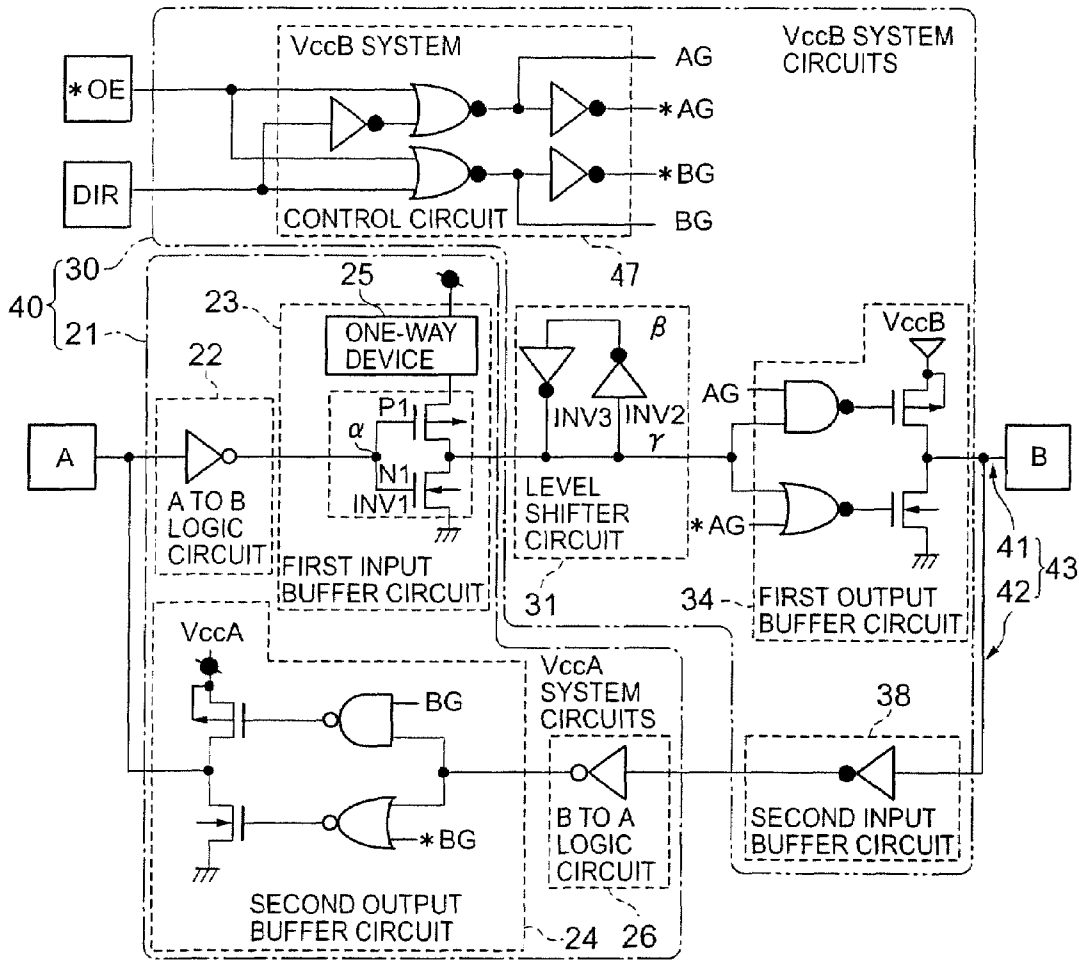 VccB SYSTEM
VccB SYSTEM
CIRCUITS
*OE
AG
*AG
DIR
*BG
BG
CONTROL CIRCUIT
47
40
30
21
23
25
ONE-WAY
DEVICE
22
P1
α
N1
INV1
A
A TO B
LOGIC
CIRCUIT
FIRST INPUT
BUFFER CIRCUIT
β
INV3
INV2
γ
LEVEL
SHIFTER
CIRCUIT
31
VccB
AG
*AG
B
41
42
43
34
FIRST OUTPUT
BUFFER CIRCUIT
VccA
BG
*BG
SECOND OUTPUT
BUFFER CIRCUIT
24
VccA
SYSTEM
CIRCUITS
B TO A
LOGIC
CIRCUIT
26
38
SECOND INPUT
BUFFER CIRCUIT